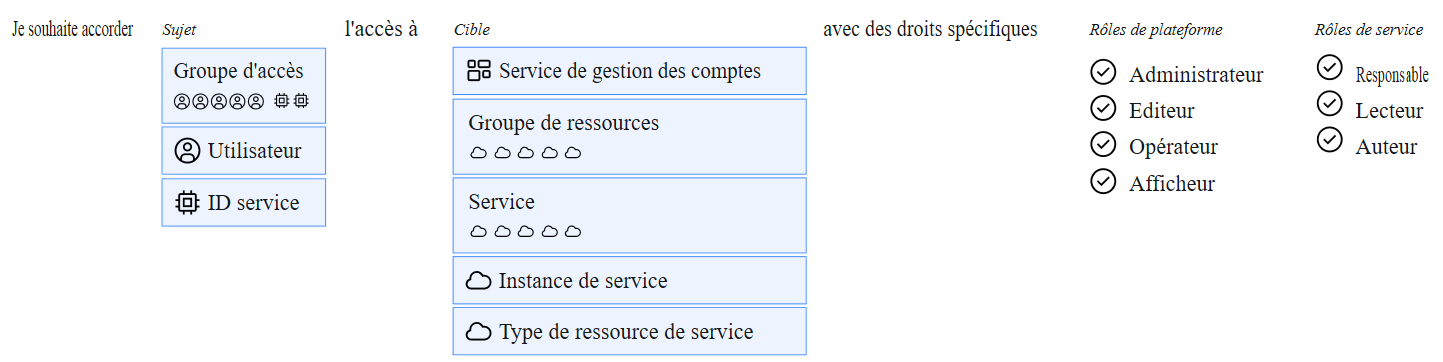 Je souhaite accorder
Sujet
Groupe d'accès
Utilisateur
ID service
l'accès à
Cible
Service de gestion des comptes
Groupe de ressources
Service
Instance de service
Type de ressource de service
avec des droits spécifiques
Rôles de plateforme
Administrateur
Editeur
Opérateur
Afficheur
Rôles de service
Responsable
Lecteur
Auteur